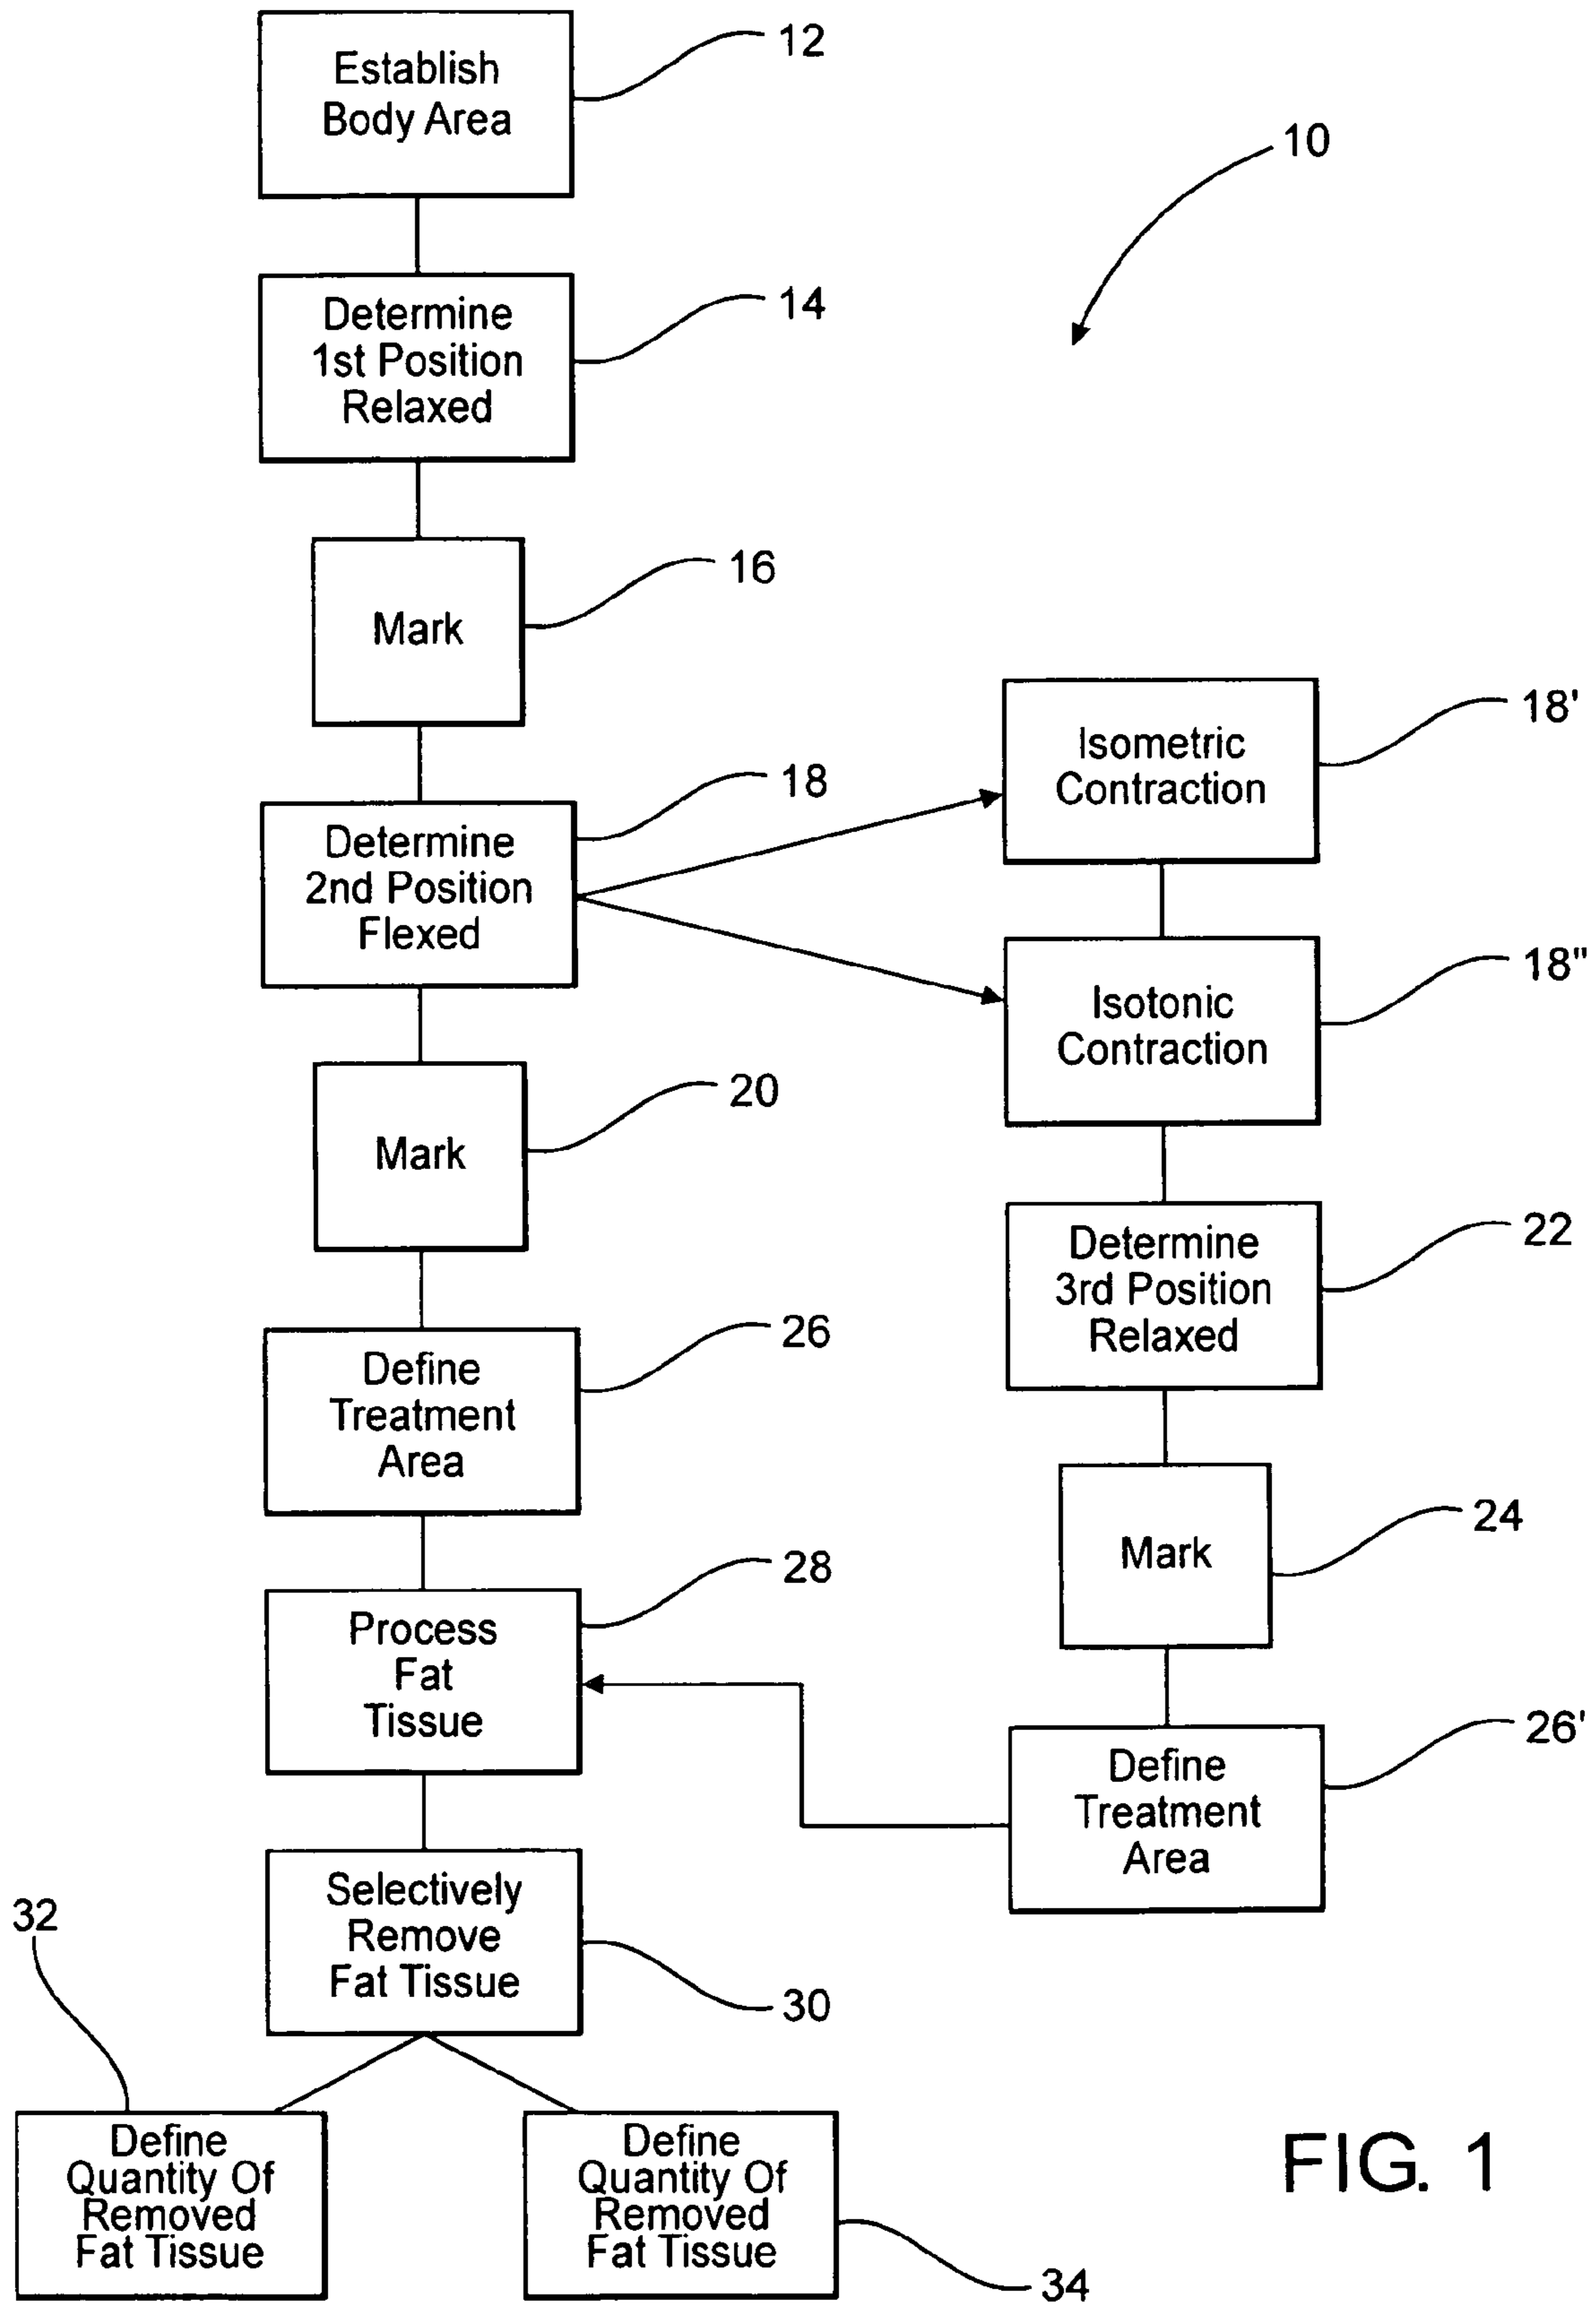 Establish
Body Area
12
10
Determine
1st Position
Relaxed
14
Mark
16
Determine
2nd Position
Flexed
18
Isometric
Contraction
18'
Isotonic
Contraction
18"
Mark
20
Determine
3rd Position
Relaxed
22
Define
Treatment
Area
26
Mark
24
Process
Fat
Tissue
28
Define
Treatment
Area
26'
Selectively
Remove
Fat Tissue
30
32
Define
Quantity Of
Removed
Fat Tissue
Define
Quantity Of
Removed
Fat Tissue
34
FIG. 1